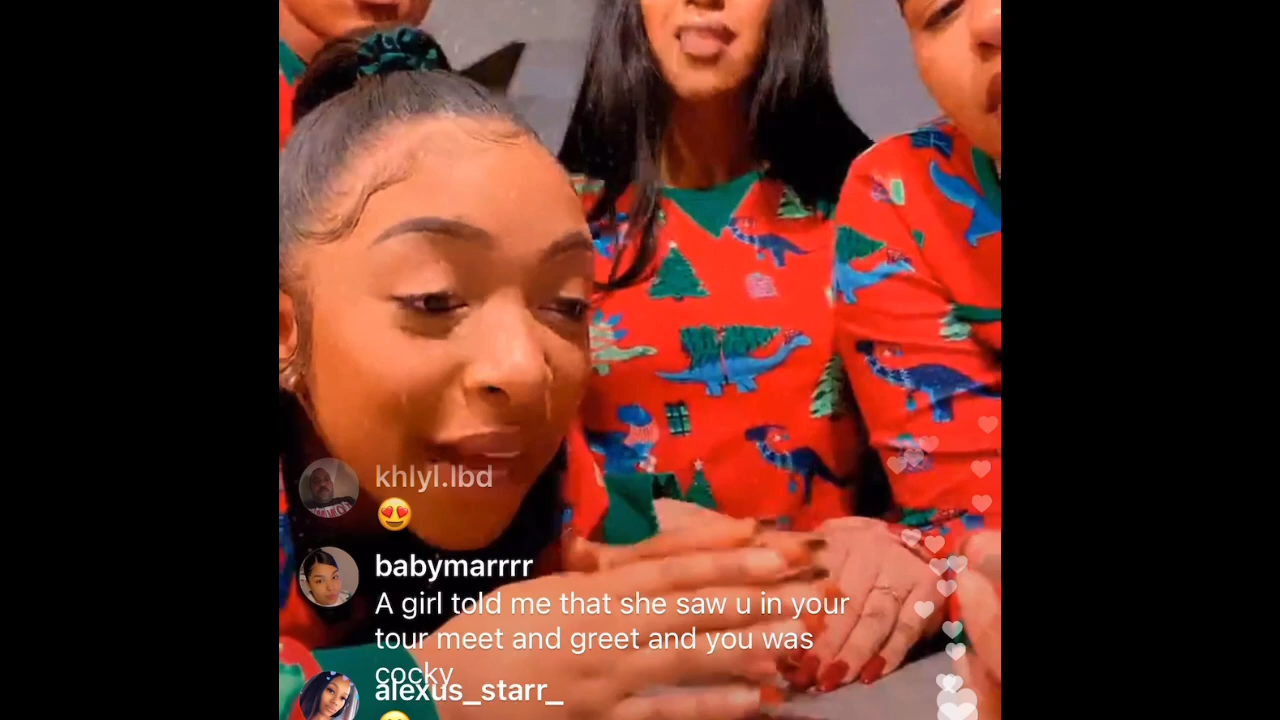 khlyl.lbd
😍
babymarrrr
A girl told me that she saw u in your
tour meet and greet and you was
cocky
alexus_starr_